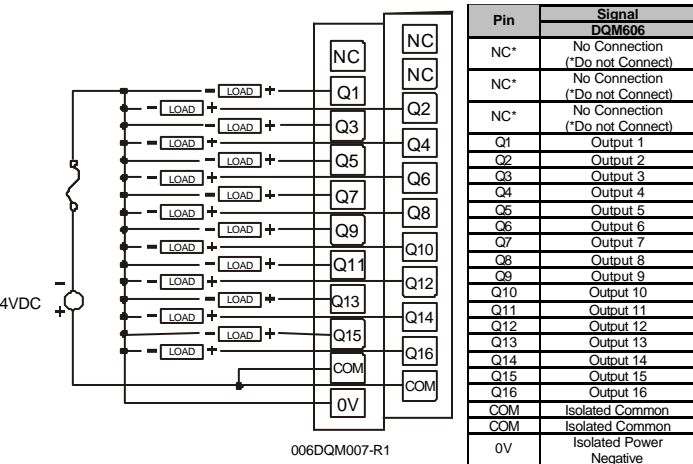 NC
NC
NC
Q1
- LOAD +
Q2
- LOAD +
Q3
- LOAD +
Q4
- LOAD +
Q5
- LOAD +
Q6
- LOAD +
Q7
- LOAD +
Q8
- LOAD +
Q9
- LOAD +
Q10
- LOAD +
Q11
- LOAD +
Q12
- LOAD +
Q13
- LOAD +
Q14
- LOAD +
Q15
- LOAD +
Q16
- LOAD +
COM
COM
0V
-
4VDC
+
006DQM007-R1
Pin Signal
DQM606
NC* No Connection
(*Do not Connect)
NC* No Connection
(*Do not Connect)
NC* No Connection
(*Do not Connect)
Q1 Output 1
Q2 Output 2
Q3 Output 3
Q4 Output 4
Q5 Output 5
Q6 Output 6
Q7 Output 7
Q8 Output 8
Q9 Output 9
Q10 Output 10
Q11 Output 11
Q12 Output 12
Q13 Output 13
Q14 Output 14
Q15 Output 15
Q16 Output 16
COM Isolated Common
COM Isolated Common
0V Isolated Power
Negative